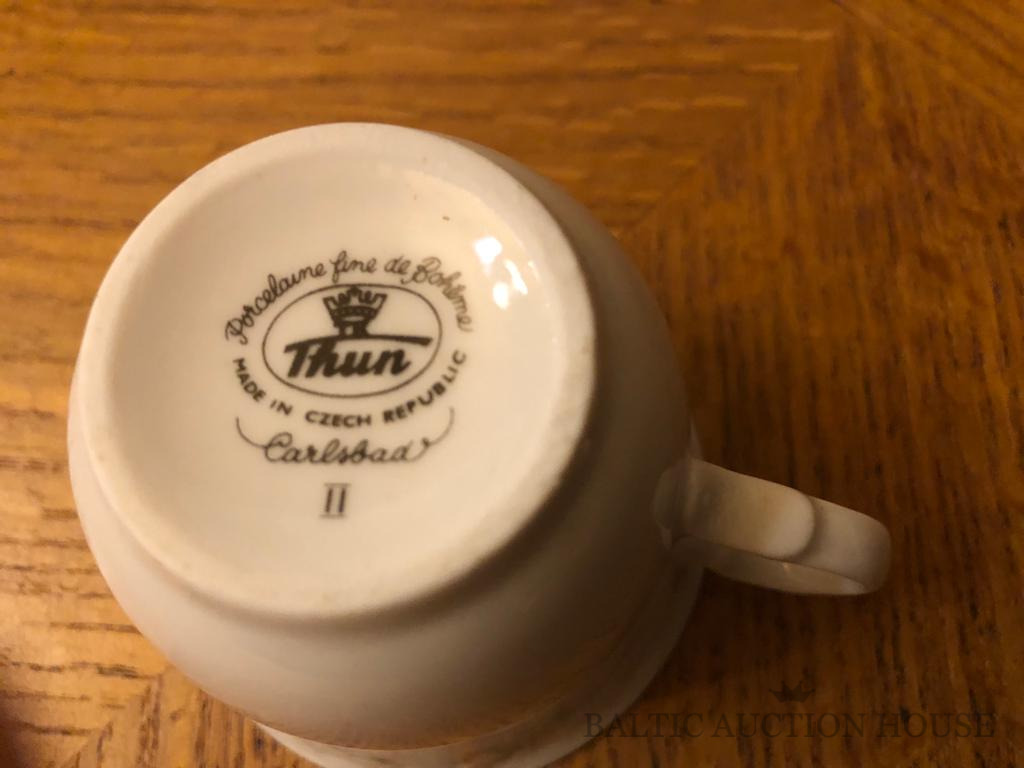 Porcelaine fine de Bohême
Thun
MADE IN CZECH REPUBLIC
Carlsbad
II
BALTIC AUCTION HOUSE